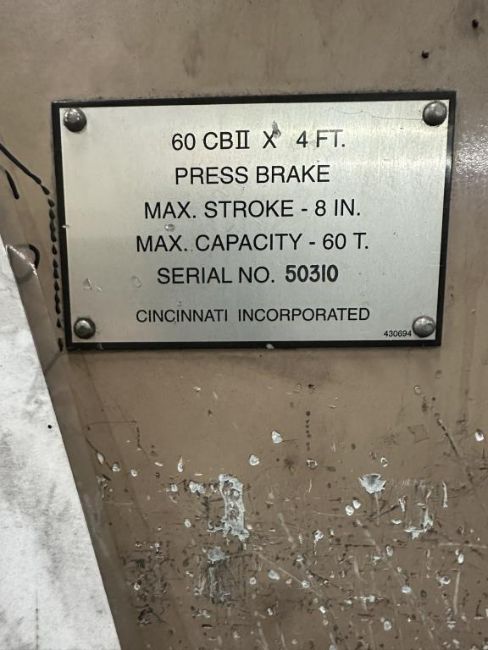 60 CBII X 4 FT.
PRESS BRAKE
MAX. STROKE - 8 IN.
MAX. CAPACITY - 60 T.
SERIAL NO. 50310
CINCINNATI INCORPORATED
430694